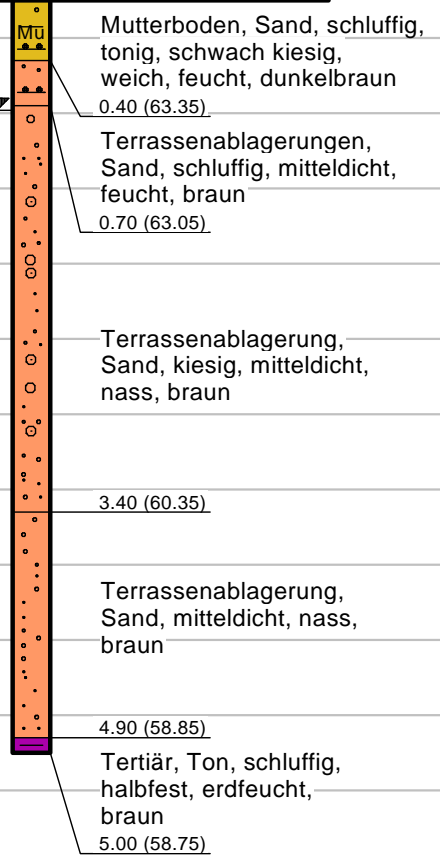 Mu
Mutterboden, Sand, schluffig,
tonig, schwach kiesig,
weich, feucht, dunkelbraun
0.40 (63.35)
Terrassenablagerungen,
Sand, schluffig, mitteldicht,
feucht, braun
0.70 (63.05)
Terrassenablagerung,
Sand, kiesig, mitteldicht,
nass, braun
3.40 (60.35)
Terrassenablagerung,
Sand, mitteldicht, nass,
braun
4.90 (58.85)
Tertiär, Ton, schluffig,
halbfest, erdfeucht,
braun
5.00 (58.75)